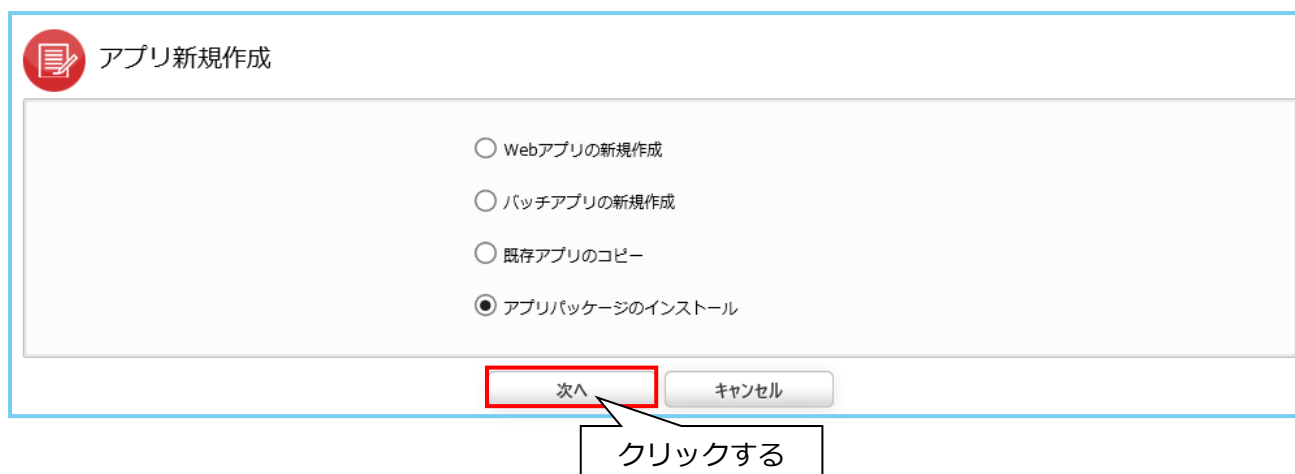 アプリ新規作成
Webアプリの新規作成
バッチアプリの新規作成
既存アプリのコピー
アプリパッケージのインストール
次へ
キャンセル
クリックする